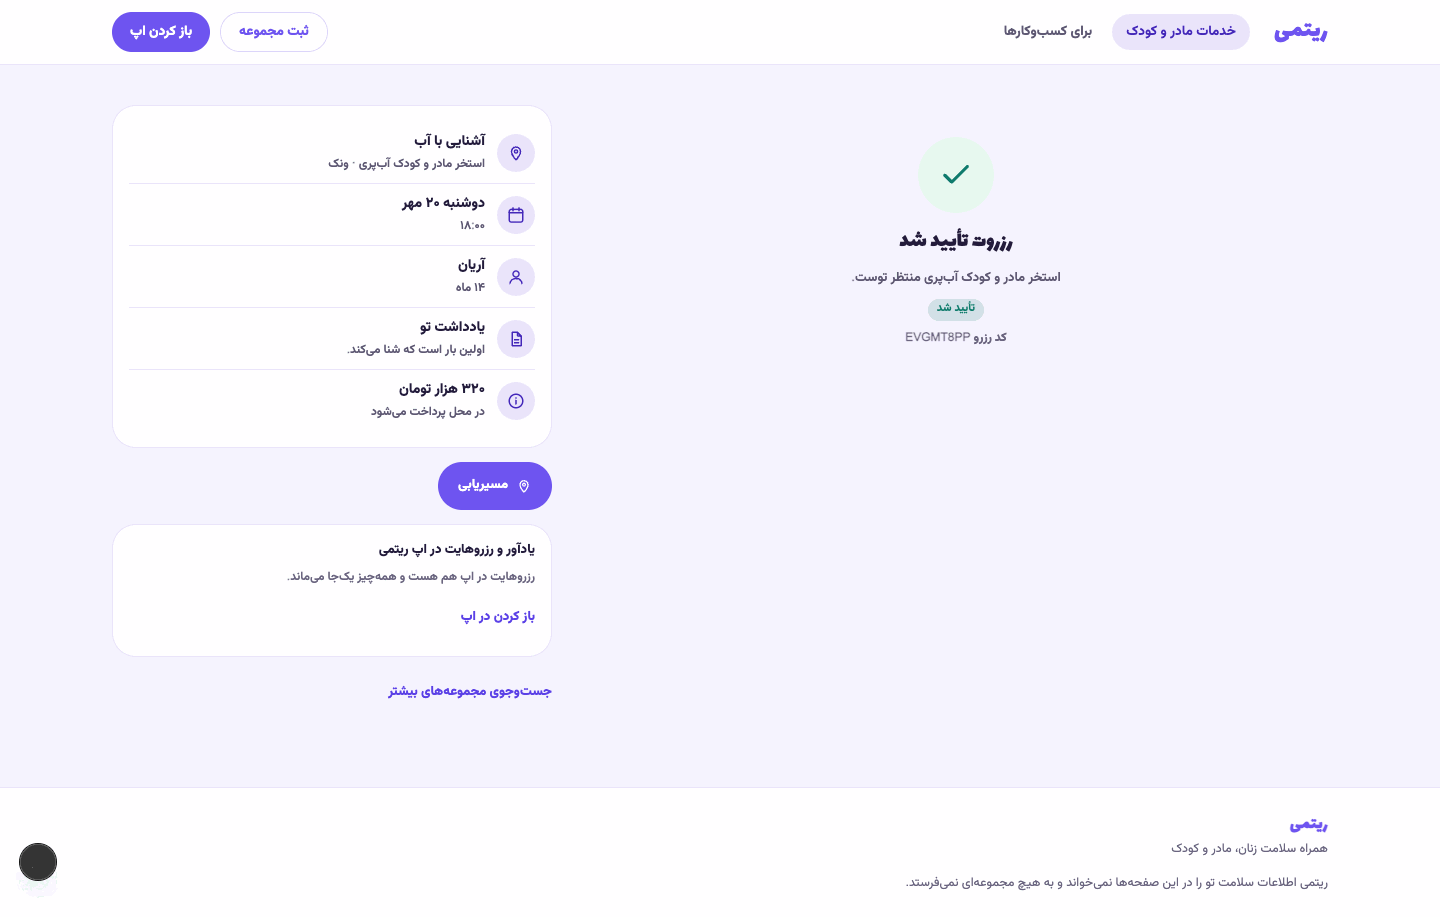 ریتمی
خدمات مادر و کودک
برای کسب‌وکارها
ثبت مجموعه
باز کردن اپ
رزروت تأیید شد
استخر مادر و کودک آب‌پری منتظر توست.
تأیید شد
کد رزرو EVGMT8PP
آشنایی با آب
استخر مادر و کودک آب‌پری · ونک
دوشنبه ۲۰ مهر
۱۸:۰۰
آریان
۱۴ ماه
یادداشت تو
اولین بار است که شنا می‌کند.
۳۲۰ هزار تومان
در محل پرداخت می‌شود
مسیریابی
یادآور و رزروهایت در اپ ریتمی
رزروهایت در اپ هم هست و همه‌چیز یک‌جا می‌ماند.
باز کردن در اپ
جست‌وجوی مجموعه‌های بیشتر
ریتمی
همراه سلامت زنان، مادر و کودک
ریتمی اطلاعات سلامت تو را در این صفحه‌ها نمی‌خواند و به هیچ مجموعه‌ای نمی‌فرستد.